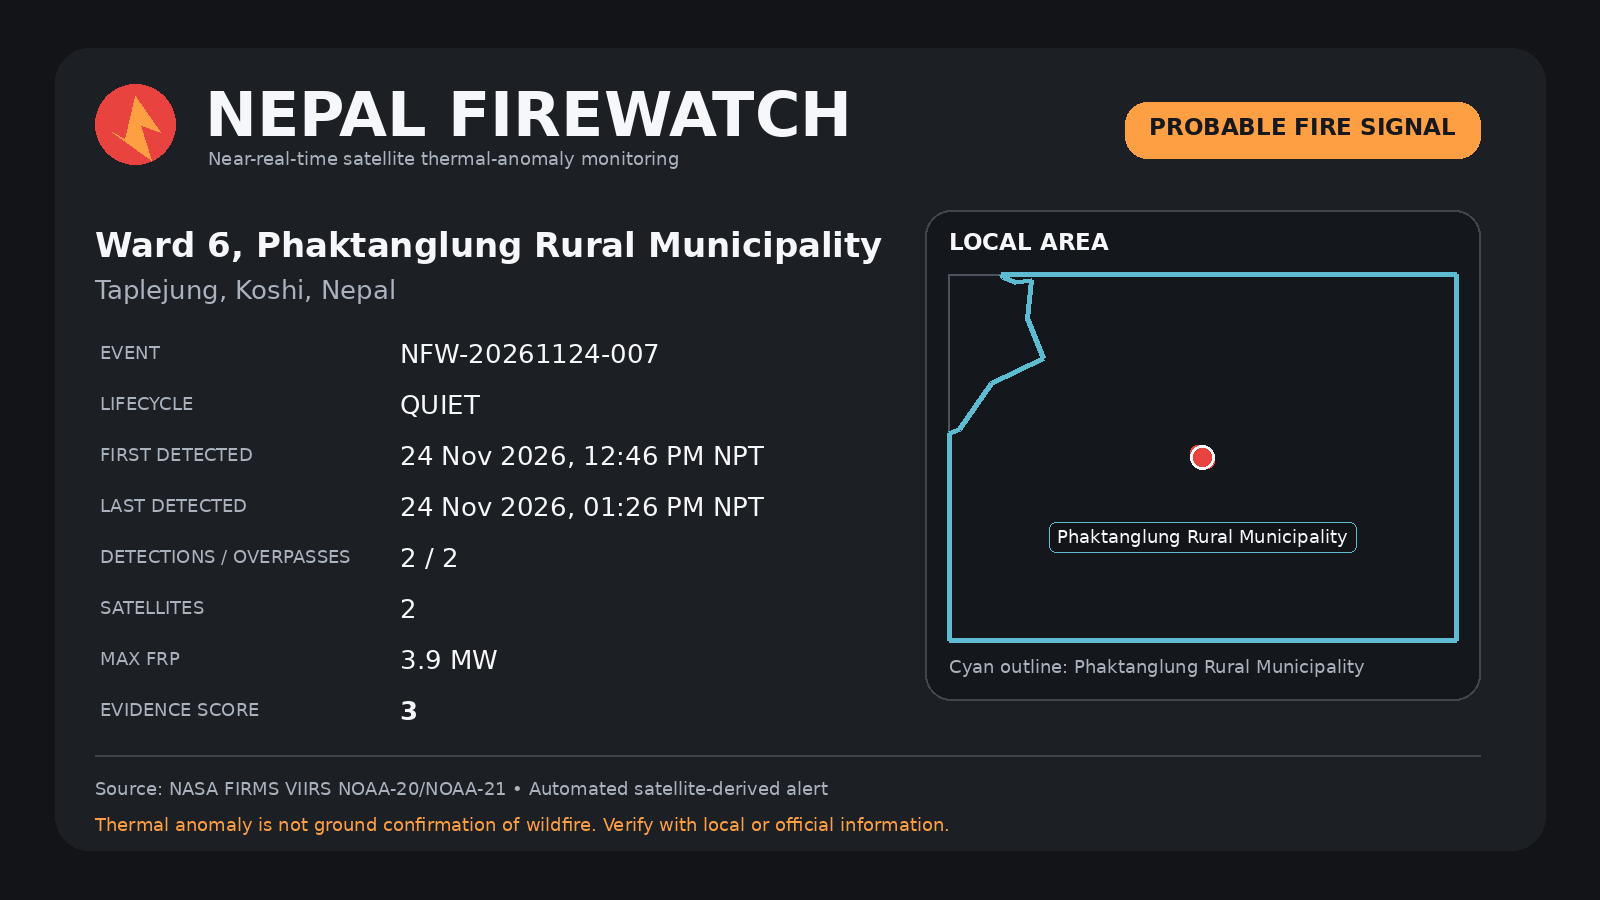 NEPAL FIREWATCH
Near-real-time satellite thermal-anomaly monitoring
PROBABLE FIRE SIGNAL
Ward 6, Phaktanglung Rural Municipality
Taplejung, Koshi, Nepal
EVENT NFW-20261124-007
LIFECYCLE QUIET
FIRST DETECTED 24 Nov 2026, 12:46 PM NPT
LAST DETECTED 24 Nov 2026, 01:26 PM NPT
DETECTIONS / OVERPASSES 2 / 2
SATELLITES 2
MAX FRP 3.9 MW
EVIDENCE SCORE 3
LOCAL AREA
Phaktanglung Rural Municipality
Cyan outline: Phaktanglung Rural Municipality
Source: NASA FIRMS VIIRS NOAA-20/NOAA-21 • Automated satellite-derived alert
Thermal anomaly is not ground confirmation of wildfire. Verify with local or official information.